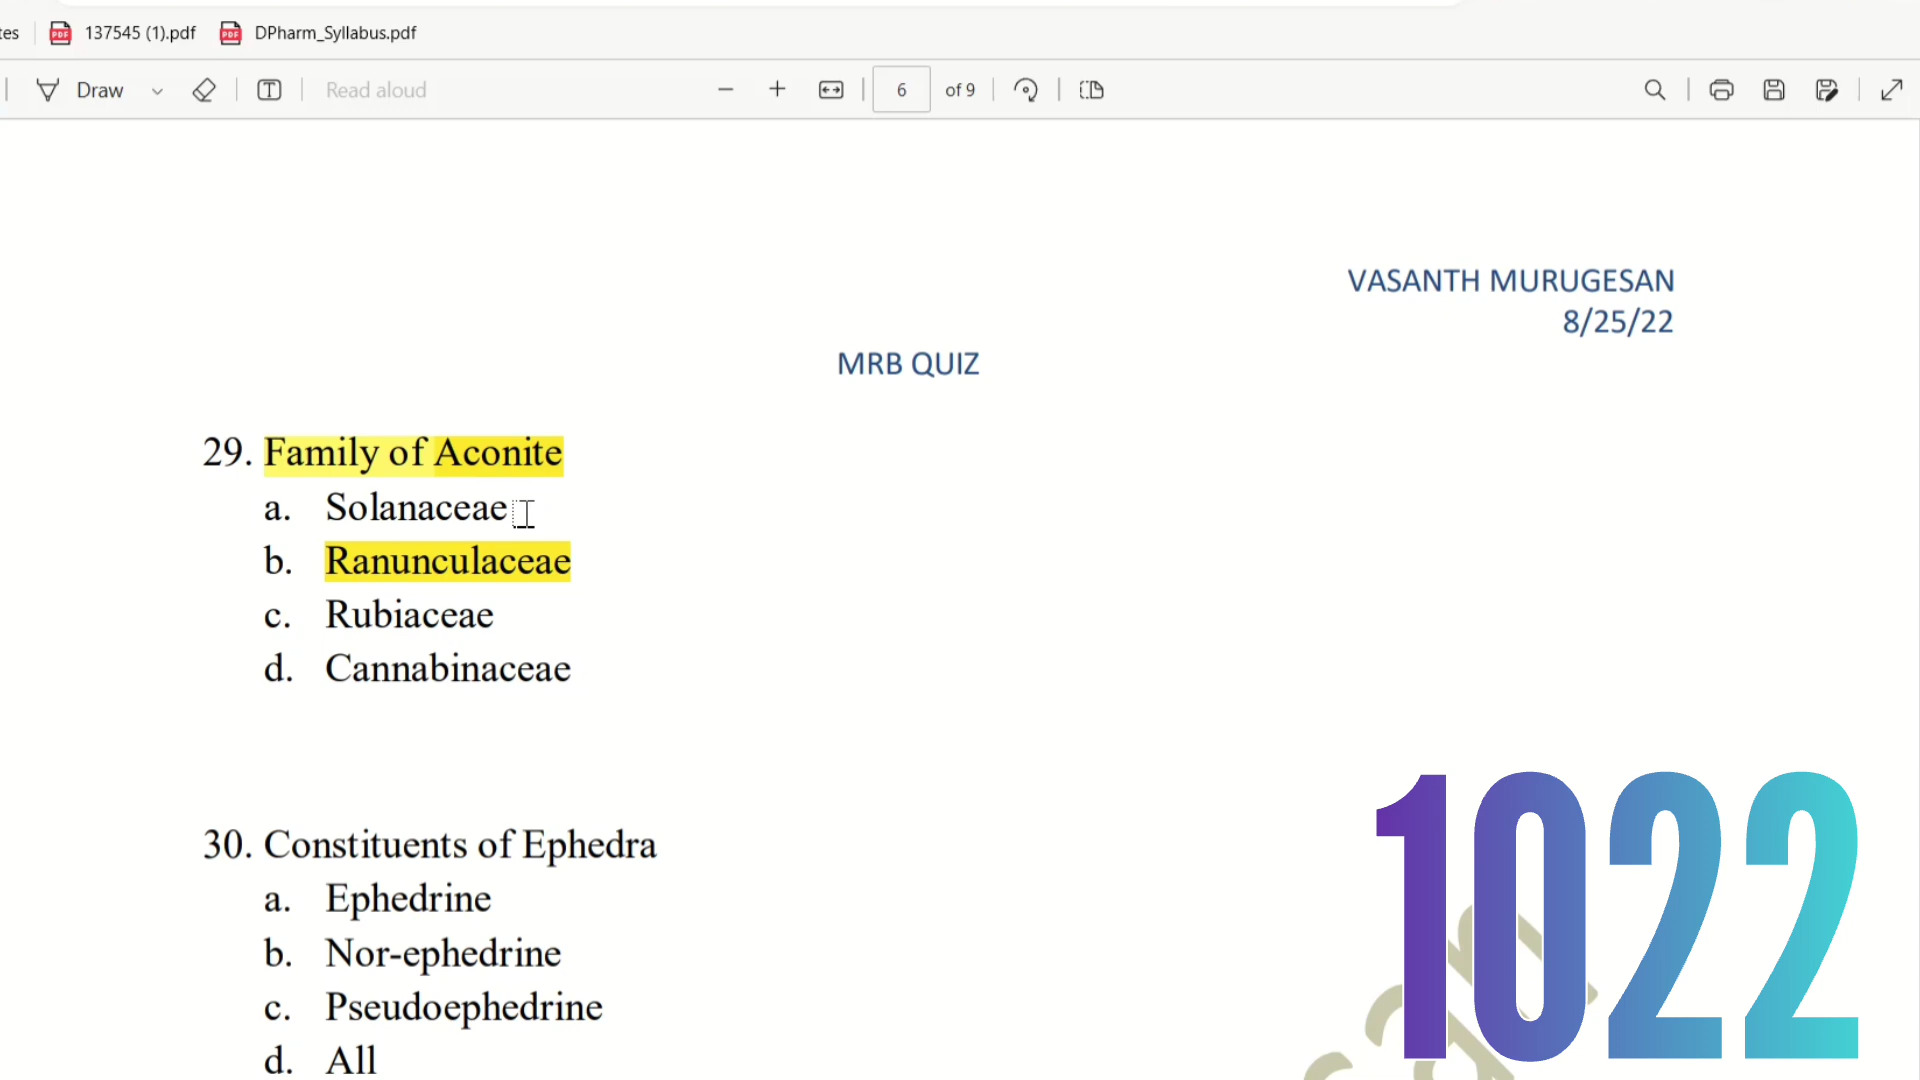 tes 137545 (1).pdf DPharm_Syllabus.pdf
Draw Read aloud 6 of 9
VASANTH MURUGESAN
8/25/22
MRB QUIZ
29. Family of Aconite
a. Solanaceae
b. Ranunculaceae
c. Rubiaceae
d. Cannabinaceae
30. Constituents of Ephedra
a. Ephedrine
b. Nor-ephedrine
c. Pseudoephedrine
d. All
1022